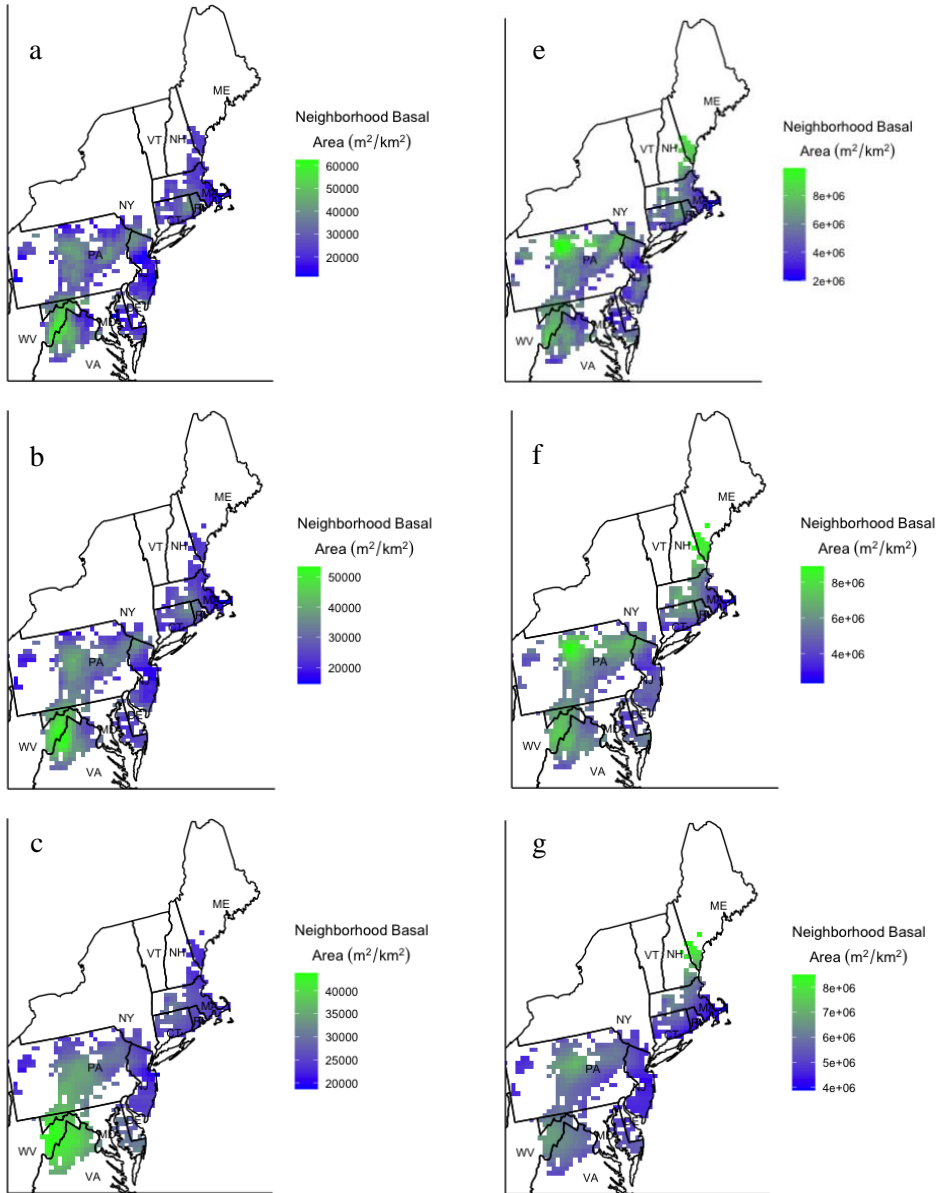 a
ME
VT
NH
NY
PA
WV
VA
Neighborhood Basal
Area (m²/km²)
60000
50000
40000
30000
20000
e
ME
VT
NH
NY
PA
WV
VA
Neighborhood Basal
Area (m²/km²)
8e+06
6e+06
4e+06
2e+06
b
ME
VT
NH
NY
CT
PA
WV
VA
Neighborhood Basal
Area (m²/km²)
50000
40000
30000
20000
f
ME
VT
NH
NY
CT
PA
NJ
WV
VA
Neighborhood Basal
Area (m²/km²)
8e+06
6e+06
4e+06
c
ME
VT
NH
NY
CT
PA
WV
VA
Neighborhood Basal
Area (m²/km²)
40000
35000
30000
25000
20000
g
ME
VT
NH
NY
CT
PA
WV
VA
Neighborhood Basal
Area (m²/km²)
8e+06
7e+06
6e+06
5e+06
4e+06